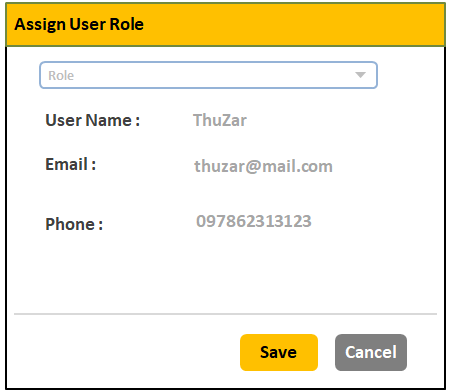 Assign User Role
Role
User Name : ThuZar
Email : thuzar@mail.com
Phone : 097862313123
Save Cancel